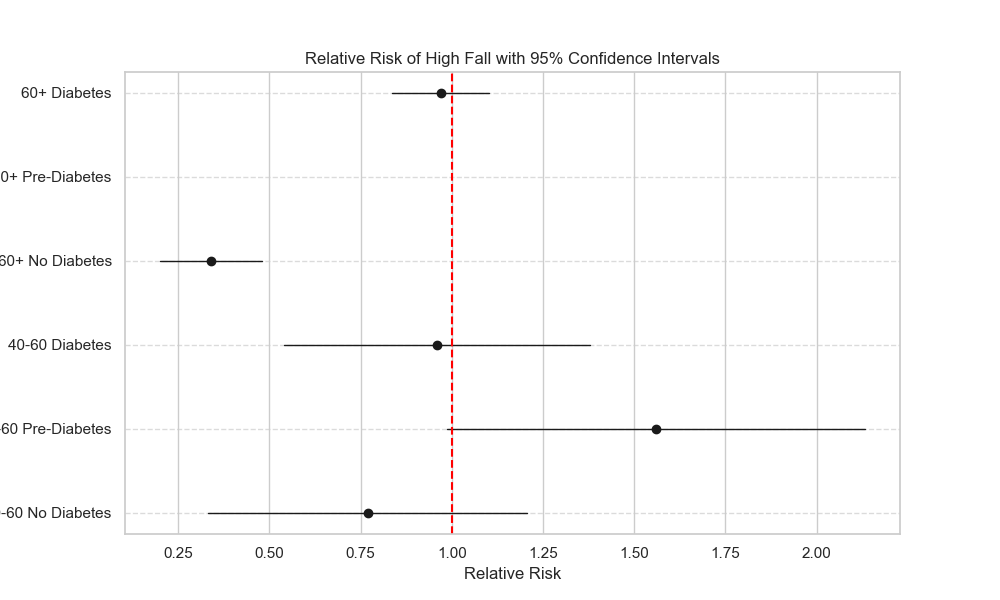 Relative Risk of High Fall with 95% Confidence Intervals
60+ Diabetes
0+ Pre-Diabetes
60+ No Diabetes
40-60 Diabetes
-60 Pre-Diabetes
-60 No Diabetes
0.25 0.50 0.75 1.00 1.25 1.50 1.75 2.00
Relative Risk